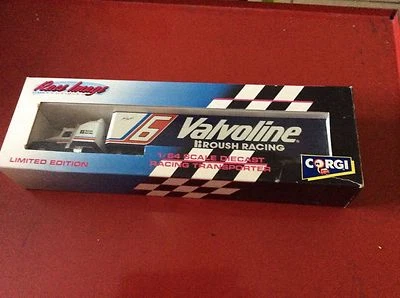 Race Image
6 Valvoline
ROUSH RACING
LIMITED EDITION
1/64 SCALE DIECAST
RACING TRANSPORTER
CORGI